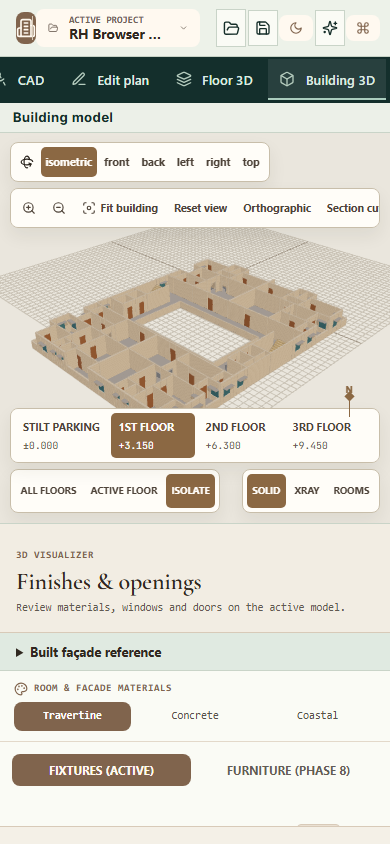 ACTIVE PROJECT
RH Browser ...
CAD
Edit plan
Floor 3D
Building 3D
Building model
isometric front back left right top
Fit building Reset view Orthographic Section cu
N
STILT PARKING 1ST FLOOR 2ND FLOOR 3RD FLOOR
±0.000 +3.150 +6.300 +9.450
ALL FLOORS ACTIVE FLOOR ISOLATE SOLID XRAY ROOMS
3D VISUALIZER
Finishes & openings
Review materials, windows and doors on the active model.
Built façade reference
ROOM & FACADE MATERIALS
Travertine Concrete Coastal
FIXTURES (ACTIVE) FURNITURE (PHASE 8)